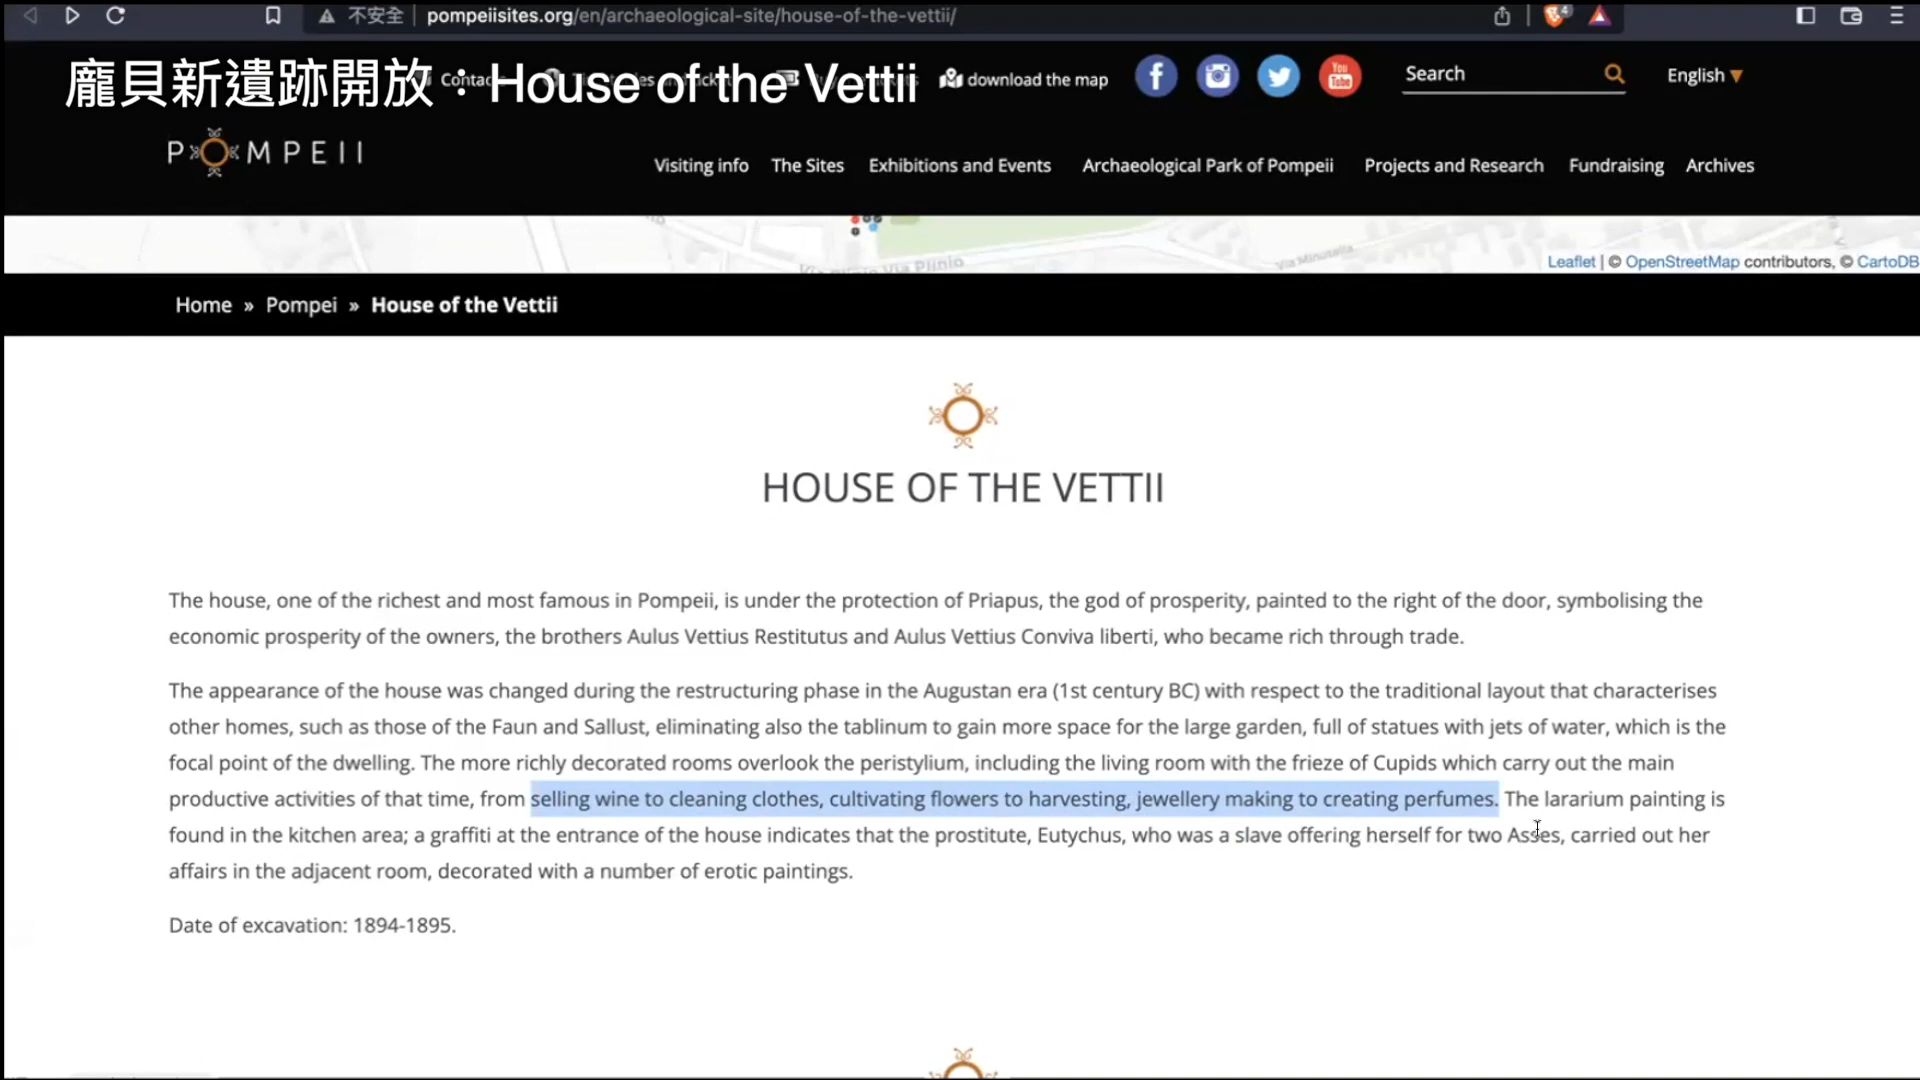 不安全 pompeiisites.org/en/archaeological-site/house-of-the-vettii/
龐貝新遺跡開放：House of the Vettii
download the map
Search
English
POMPEII
Visiting info The Sites Exhibitions and Events Archaeological Park of Pompeii Projects and Research Fundraising Archives
Via Plinio Via Plinio
Via Minutella
Leaflet | © OpenStreetMap contributors, © CartoDB
Home » Pompei » House of the Vettii
HOUSE OF THE VETTII
The house, one of the richest and most famous in Pompeii, is under the protection of Priapus, the god of prosperity, painted to the right of the door, symbolising the
economic prosperity of the owners, the brothers Aulus Vettius Restitutus and Aulus Vettius Conviva liberti, who became rich through trade.
The appearance of the house was changed during the restructuring phase in the Augustan era (1st century BC) with respect to the traditional layout that characterises
other homes, such as those of the Faun and Sallust, eliminating also the tablinum to gain more space for the large garden, full of statues with jets of water, which is the
focal point of the dwelling. The more richly decorated rooms overlook the peristylium, including the living room with the frieze of Cupids which carry out the main
productive activities of that time, from selling wine to cleaning clothes, cultivating flowers to harvesting, jewellery making to creating perfumes. The lararium painting is
found in the kitchen area; a graffiti at the entrance of the house indicates that the prostitute, Eutychus, who was a slave offering herself for two Asses, carried out her
affairs in the adjacent room, decorated with a number of erotic paintings.
Date of excavation: 1894-1895.